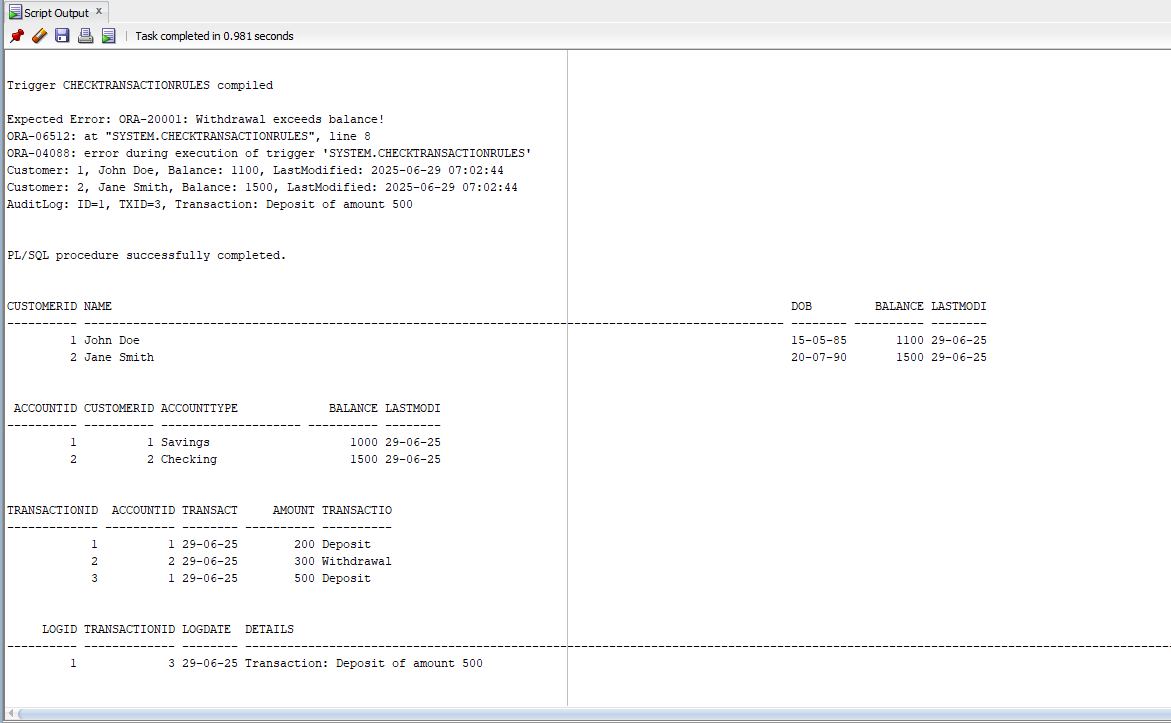 Script Output x
Task completed in 0.981 seconds
Trigger CHECKTRANSACTIONRULES compiled
Expected Error: ORA-20001: Withdrawal exceeds balance!
ORA-06512: at "SYSTEM.CHECKTRANSACTIONRULES", line 8
ORA-04088: error during execution of trigger 'SYSTEM.CHECKTRANSACTIONRULES'
Customer: 1, John Doe, Balance: 1100, LastModified: 2025-06-29 07:02:44
Customer: 2, Jane Smith, Balance: 1500, LastModified: 2025-06-29 07:02:44
AuditLog: ID=1, TXID=3, Transaction: Deposit of amount 500
PL/SQL procedure successfully completed.
CUSTOMERID NAME DOB BALANCE LASTMODI
1 John Doe 15-05-85 1100 29-06-25
2 Jane Smith 20-07-90 1500 29-06-25
ACCOUNTID CUSTOMERID ACCOUNTTYPE BALANCE LASTMODI
1 1 Savings 1000 29-06-25
2 2 Checking 1500 29-06-25
TRANSACTIONID ACCOUNTID TRANSACT AMOUNT TRANSACTIO
1 1 29-06-25 200 Deposit
2 2 29-06-25 300 Withdrawal
3 1 29-06-25 500 Deposit
LOGID TRANSACTIONID LOGDATE DETAILS
1 3 29-06-25 Transaction: Deposit of amount 500